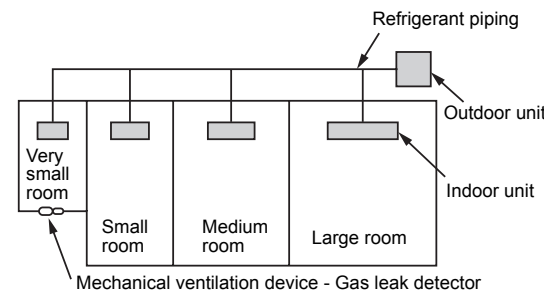 Refrigerant piping
Outdoor unit
Indoor unit
Very
small
room
Small
room
Medium
room
Large room
Mechanical ventilation device - Gas leak detector